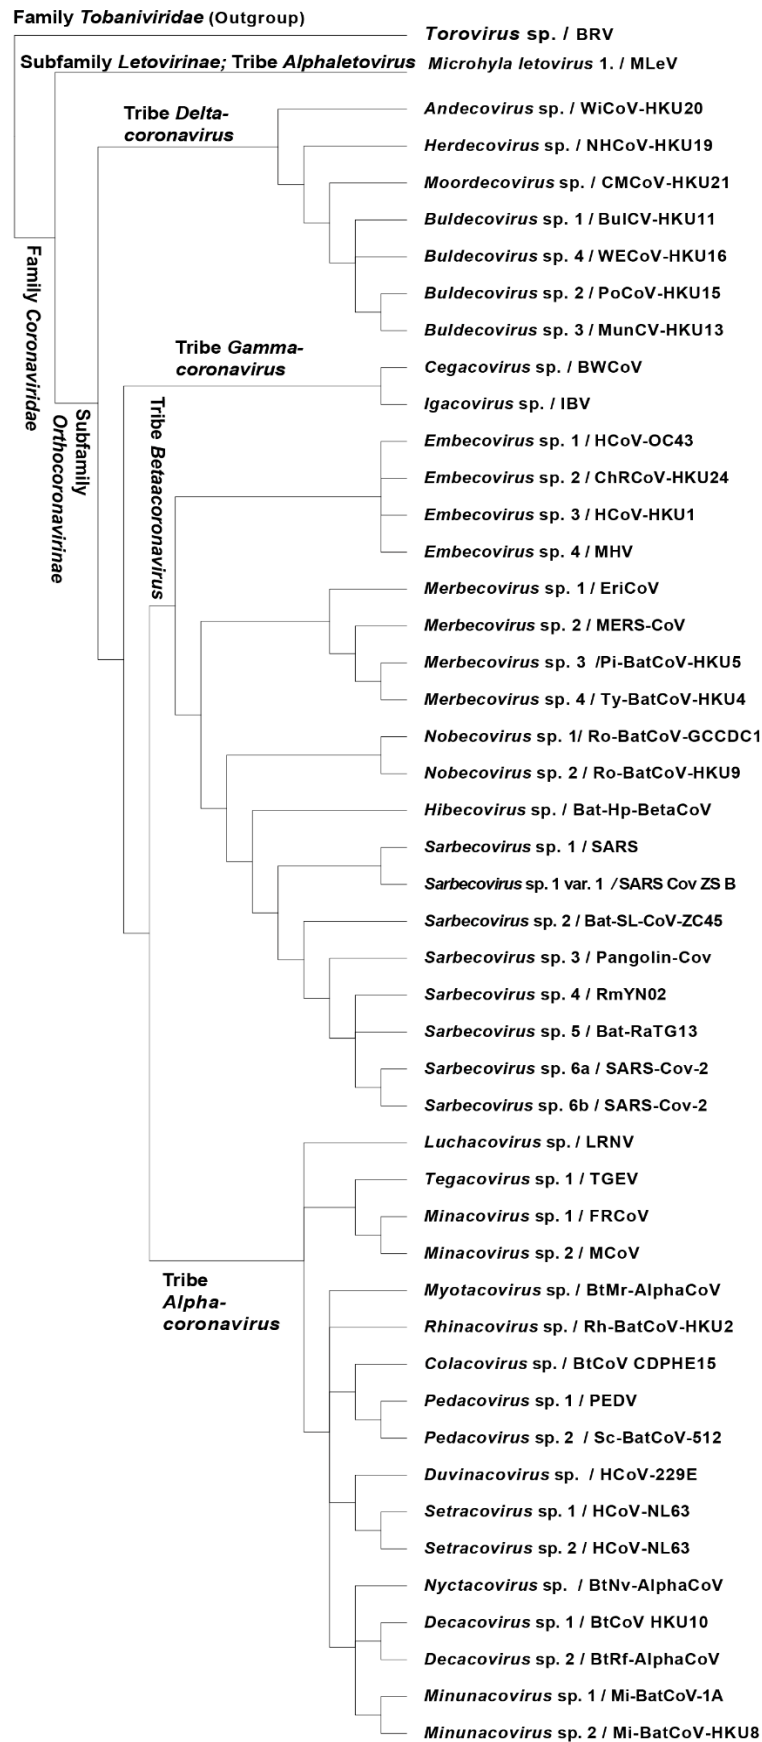 Family Tobaniviridae (Outgroup)
Torovirus sp. / BRV
Subfamily Letovirinae; Tribe Alphaletovirus
Microhyla letovirus 1. / MLeV
Tribe Delta-
coronavirus
Andecovirus sp. / WiCoV-HKU20
Herdecovirus sp. / NHCoV-HKU19
Moordecovirus sp. / CMCoV-HKU21
Buldecovirus sp. 1 / BulCV-HKU11
Buldecovirus sp. 4 / WECoV-HKU16
Buldecovirus sp. 2 / PoCoV-HKU15
Buldecovirus sp. 3 / MunCV-HKU13
Family Coronaviridae
Tribe Gamma-
coronavirus
Cegacovirus sp. / BWCoV
Igacovirus sp. / IBV
Subfamily
Orthocoronavirinae
Tribe Betaacoronavirus
Embecovirus sp. 1 / HCoV-OC43
Embecovirus sp. 2 / ChRCoV-HKU24
Embecovirus sp. 3 / HCoV-HKU1
Embecovirus sp. 4 / MHV
Merbecovirus sp. 1 / EriCoV
Merbecovirus sp. 2 / MERS-CoV
Merbecovirus sp. 3 /Pi-BatCoV-HKU5
Merbecovirus sp. 4 / Ty-BatCoV-HKU4
Nobecovirus sp. 1/ Ro-BatCoV-GCCDC1
Nobecovirus sp. 2 / Ro-BatCoV-HKU9
Hibecovirus sp. / Bat-Hp-BetaCoV
Sarbecovirus sp. 1 / SARS
Sarbecovirus sp. 1 var. 1 / SARS Cov ZS B
Sarbecovirus sp. 2 / Bat-SL-CoV-ZC45
Sarbecovirus sp. 3 / Pangolin-Cov
Sarbecovirus sp. 4 / RmYN02
Sarbecovirus sp. 5 / Bat-RaTG13
Sarbecovirus sp. 6a / SARS-Cov-2
Sarbecovirus sp. 6b / SARS-Cov-2
Luchacovirus sp. / LRNV
Tegacovirus sp. 1 / TGEV
Minacovirus sp. 1 / FRCoV
Minacovirus sp. 2 / MCoV
Tribe
Alpha-
coronavirus
Myotacovirus sp. / BtMr-AlphaCoV
Rhinacovirus sp. / Rh-BatCoV-HKU2
Colacovirus sp. / BtCoV CDPHE15
Pedacovirus sp. 1 / PEDV
Pedacovirus sp. 2 / Sc-BatCoV-512
Duvinacovirus sp. / HCoV-229E
Setracovirus sp. 1 / HCoV-NL63
Setracovirus sp. 2 / HCoV-NL63
Nyctacovirus sp. / BtNv-AlphaCoV
Decacovirus sp. 1 / BtCoV HKU10
Decacovirus sp. 2 / BtRf-AlphaCoV
Minunacovirus sp. 1 / Mi-BatCoV-1A
Minunacovirus sp. 2 / Mi-BatCoV-HKU8